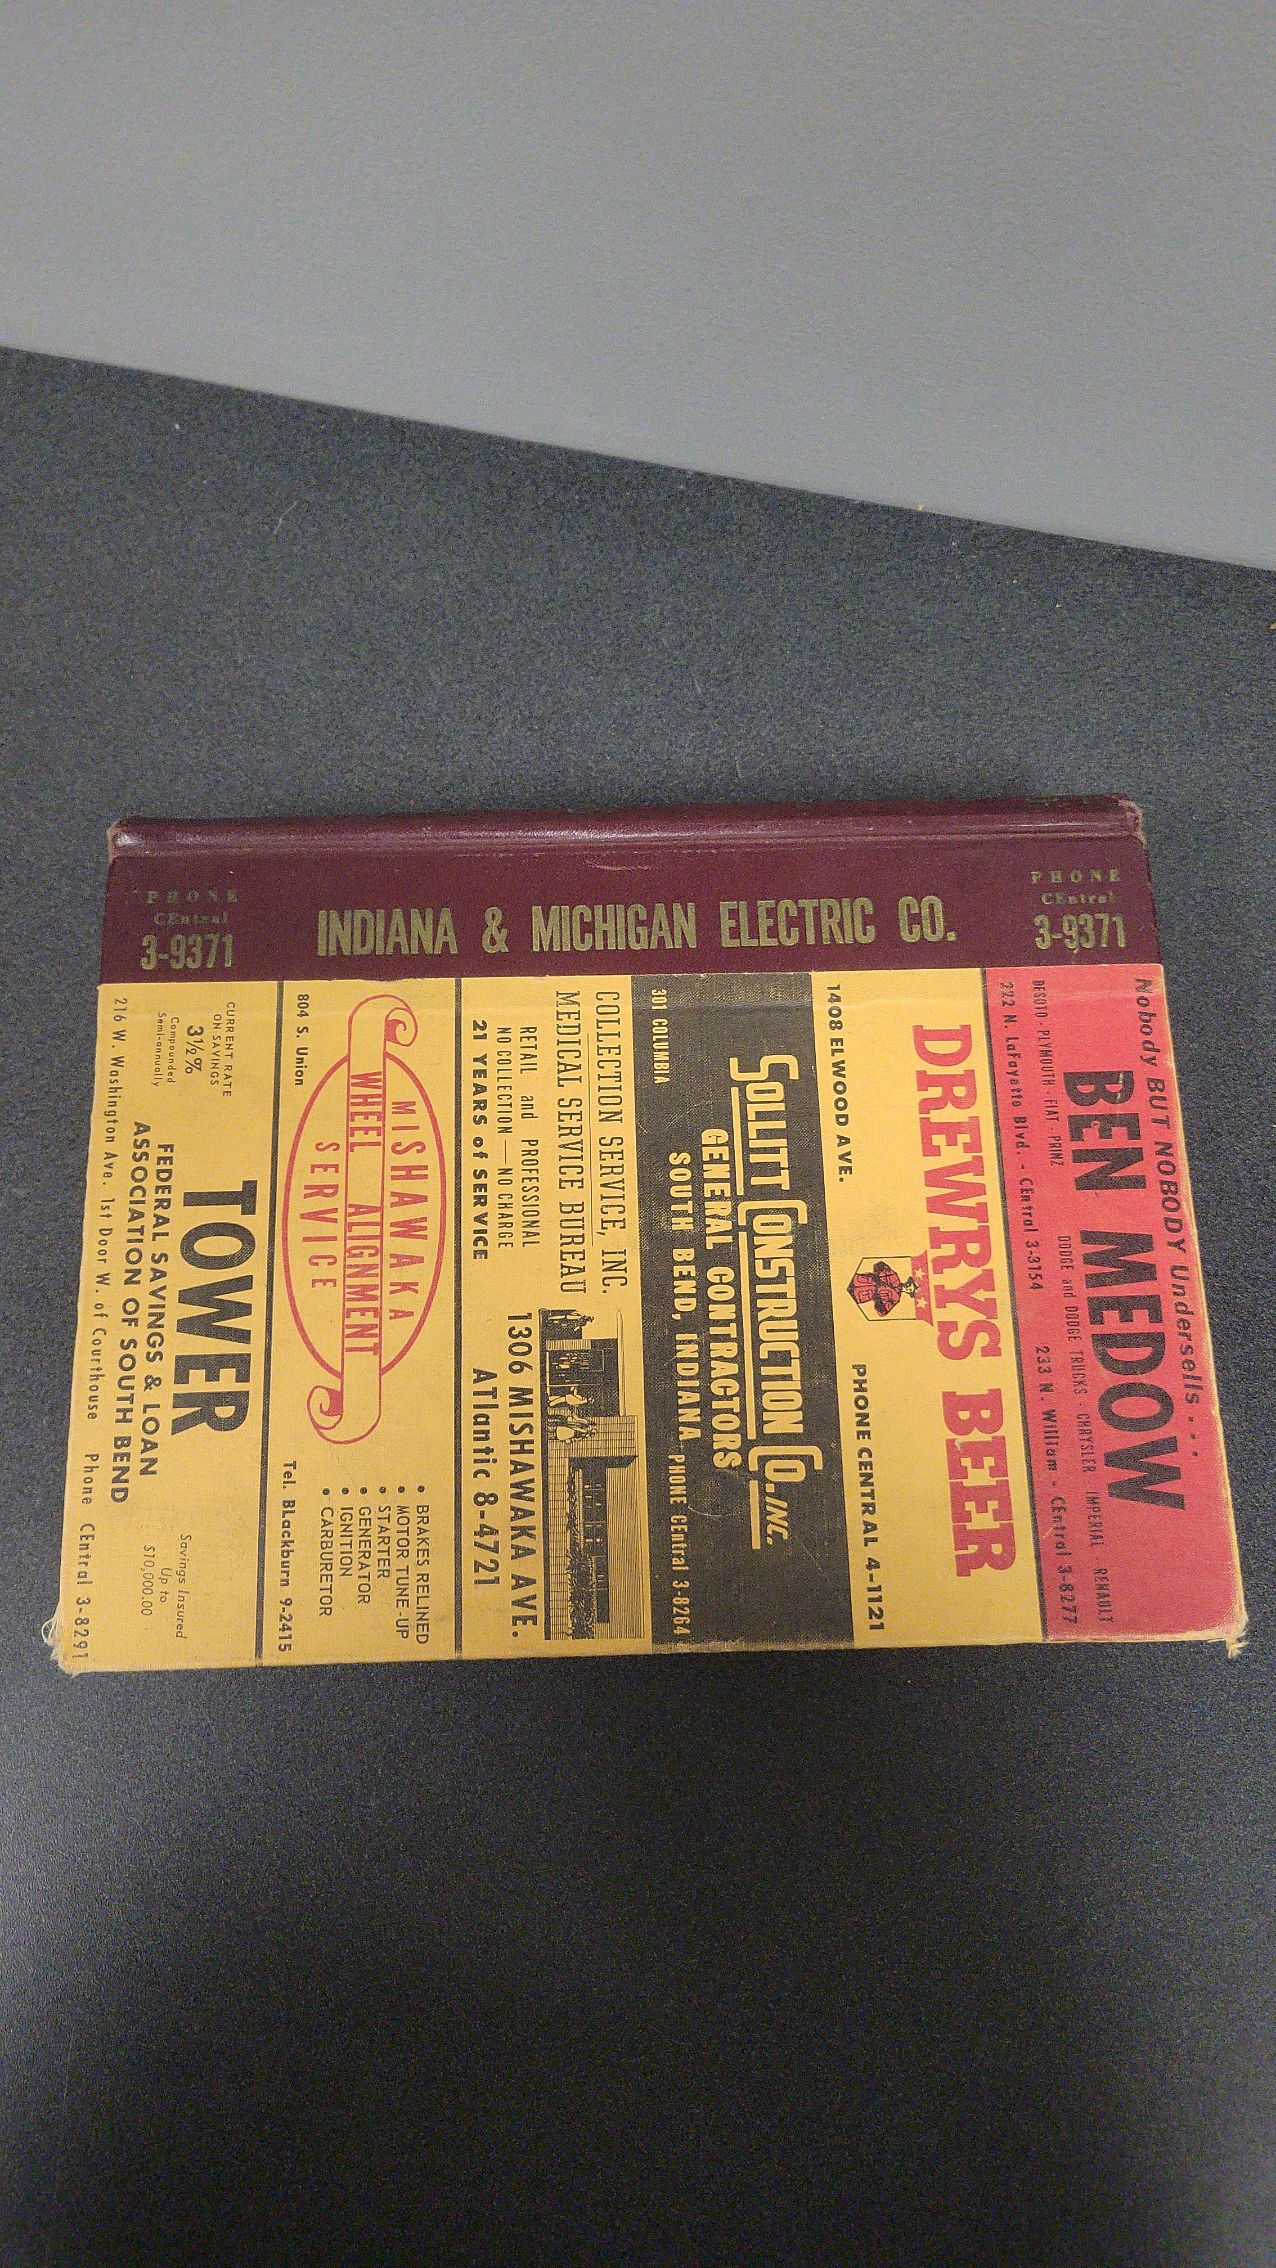 PHONE
CEntral
3-9371
INDIANA & MICHIGAN ELECTRIC CO.
PHONE
CEntral
3-9371
Nobody BUT NOBODY Undersells . . .
BEN MEDOW
DESOTO - PLYMOUTH - FIAT - PRINZ
DODGE and DODGE TRUCKS - CHRYSLER - IMPERIAL - RENAULT
222 N. LaFayette Blvd. - CEntral 3-3154
233 N. William - CEntral 3-8277
DREWRYS BEER
1408 ELWOOD AVE.
PHONE CENTRAL 4-1121
SOLLITT CONSTRUCTION CO. INC.
GENERAL CONTRACTORS
SOUTH BEND, INDIANA
301 COLUMBIA
PHONE CEntral 3-8264
COLLECTION SERVICE, INC.
MEDICAL SERVICE BUREAU
RETAIL and PROFESSIONAL
NO COLLECTION — NO CHARGE
21 YEARS of SERVICE
1306 MISHAWAKA AVE.
ATlantic 8-4721
MISHAWAKA
WHEEL ALIGNMENT
SERVICE
804 S. Union
• BRAKES RELINED
• MOTOR TUNE-UP
• STARTER
• GENERATOR
• IGNITION
• CARBURETOR
Tel. BLackburn 9-2415
CURRENT RATE
ON SAVINGS
3½%
Compounded
Semi-annually
TOWER
FEDERAL SAVINGS & LOAN
ASSOCIATION OF SOUTH BEND
Savings Insured
Up to
$10,000.00
216 W. Washington Ave. 1st Door W. of Courthouse
Phone CEntral 3-8291